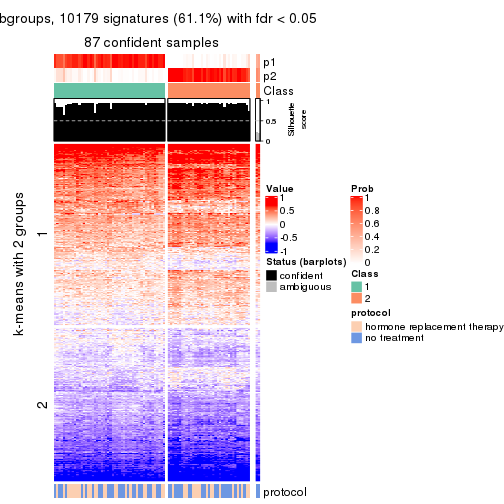 bgroups, 10179 signatures (61.1%) with fdr < 0.05
87 confident samples
p1
p2
Class
1
0.5
0
Silhouette
score
k-means with 2 groups
1
2
Value
1
0.5
0
-0.5
-1
Status (barplots)
confident
ambiguous
Prob
1
0.8
0.6
0.4
0.2
0
Class
1
2
protocol
hormone replacement therapy
no treatment
protocol